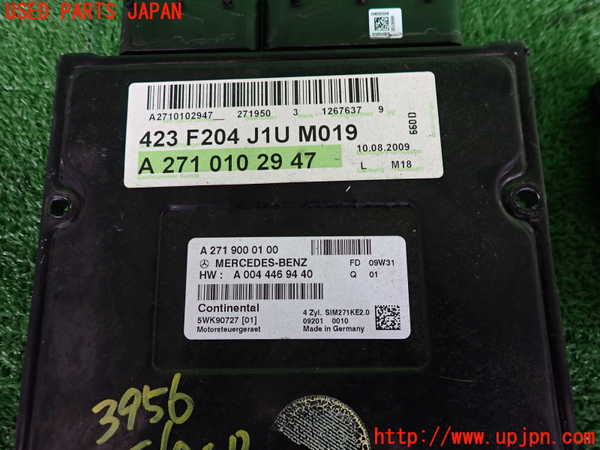 USED PARTS JAPAN
A2710102947 271950 3 1267637 9
423 F204 J1U M019
660D
A 271 010 29 47
10.08.2009
L M18
A 271 900 01 00
MERCEDES-BENZ FD 09W31
HW : A 004 446 94 40 Q 01
Continental
4 Zyl. SIM271KE2.0
5WK90727 [01] 09201 0010
Motorsteuergeraet Made in Germany
3956
http://www.upjpn.com/